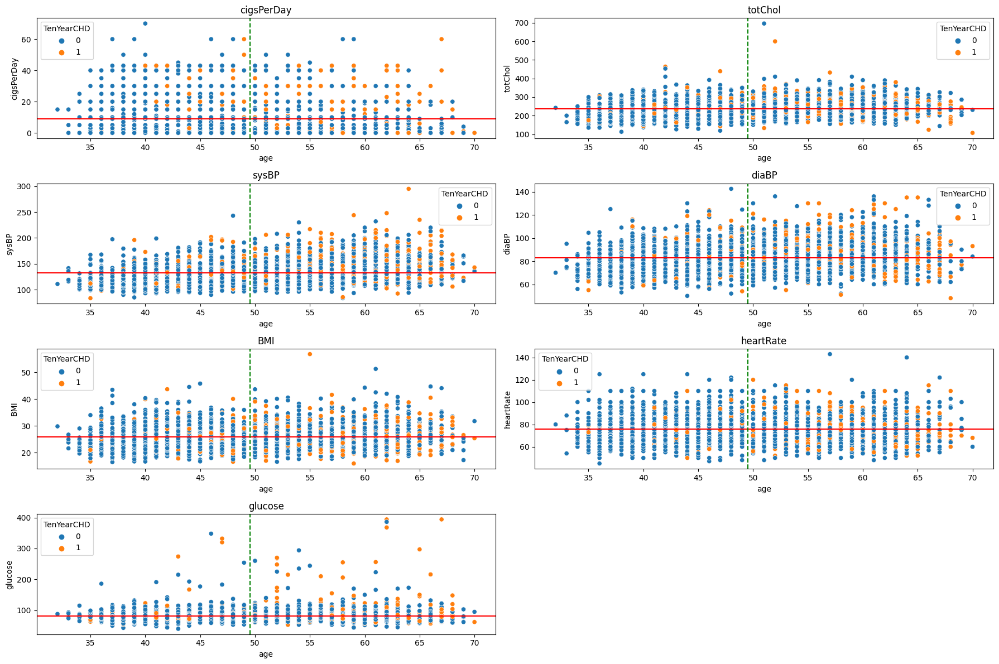 cigsPerDay
TenYearCHD
0
1
cigsPerDay
60
40
20
0
35 40 45 50 55 60 65 70
age
totChol
TenYearCHD
0
1
totChol
700
600
500
400
300
200
100
35 40 45 50 55 60 65 70
age
sysBP
TenYearCHD
0
1
sysBP
300
250
200
150
100
35 40 45 50 55 60 65 70
age
diaBP
TenYearCHD
0
1
diaBP
140
120
100
80
60
35 40 45 50 55 60 65 70
age
BMI
TenYearCHD
0
1
BMI
50
40
30
20
35 40 45 50 55 60 65 70
age
heartRate
TenYearCHD
0
1
heartRate
140
120
100
80
60
35 40 45 50 55 60 65 70
age
glucose
TenYearCHD
0
1
glucose
400
300
200
100
35 40 45 50 55 60 65 70
age